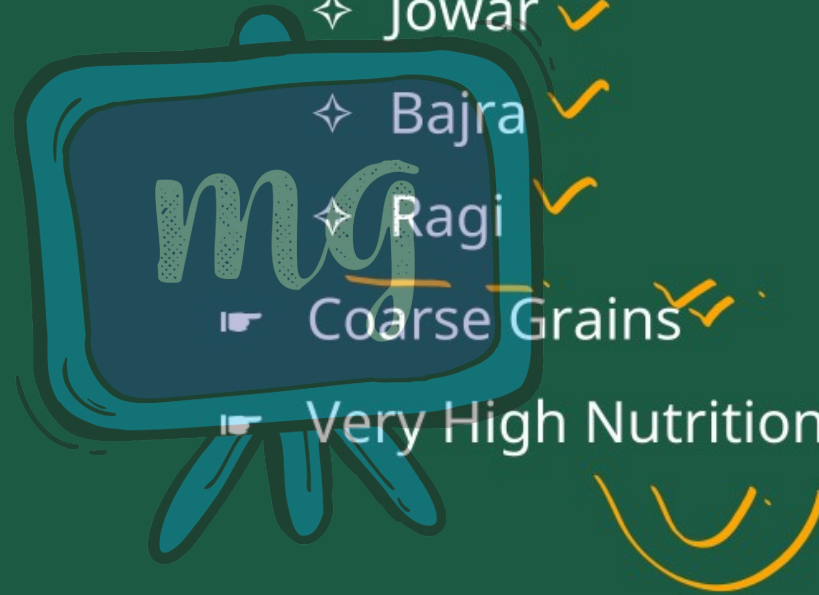 ✧ Jowar
✧ Bajra
mg
✧ Ragi
☛ Coarse Grains
☛ Very High Nutrition